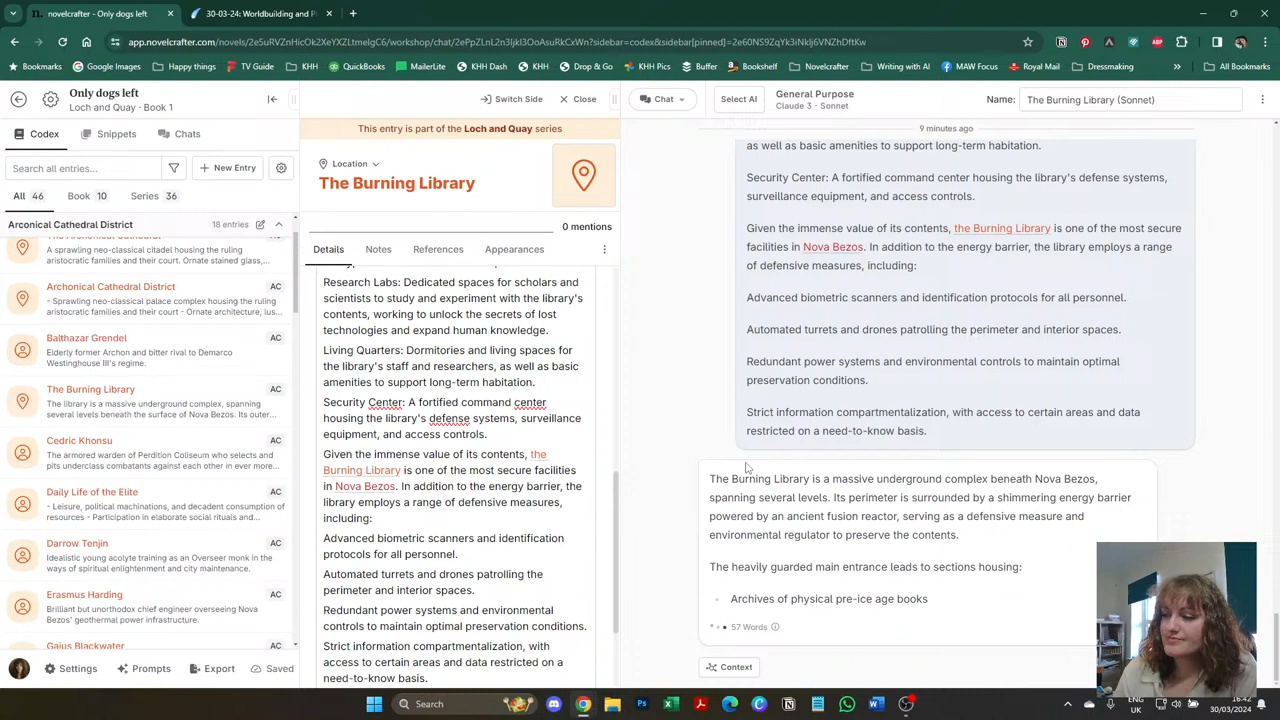 novelcrafter - Only dogs left
30-03-24: Worldbuilding and P
app.novelcrafter.com/novels/2e5uRVZnHicOk2XeYXZLtmelgC6/workshop/chat/2ePpZLnL2n3IjkI3OoAsuRkCxWn?sidebar=codex&sidebar[pinned]=2e60NS9ZqYk3iNkIj6VNZhDftKw
Bookmarks
Google Images
Happy things
TV Guide
KHH
QuickBooks
MailerLite
KHH
Drop & Go
KHH Pics
Buffer
Bookshelf
Novelcrafter
Writing w/ AI
MAW Focus
Royal Mail
All Bookmarks
Only dogs left
Loch and Quay - Book 1
Codex
Snippets
Chats
Search all entries...
+ New Entry
All 46
Book 10
Series 36
Arconical Cathedral District
18 entries
The Archonical Cathedral
AC
A sprawling neo-classical citadel housing the ruling
aristocratic families and their court. Ornate stained glass,...
Archonical Cathedral District
AC
- Sprawling neo-classical palace complex housing the ruling
aristocratic families and their court - Ornate architecture, lus...
Balthazar Grendel
AC
Elderly former Archon and bitter rival to Demarco
Westinghouse III's regime.
The Burning Library
AC
The library is a massive underground complex, spanning
several levels beneath the surface of Nova Bezos. Its outer...
Cedric Khonsu
AC
The armored warden of Perdition Coliseum who selects and
pits underclass combatants against each other in ever more...
Daily Life of the Elite
AC
- Leisure, political machinations, and decadent consumption of
resources - Participation in elaborate social rituals and...
Darrow Tenjin
AC
Idealistic young acolyte training as an Overseer monk in the
ways of spiritual enlightenment and city maintenance.
Erasmus Harding
AC
Brilliant but unorthodox chief engineer overseeing Nova
Bezos' geothermal power infrastructure.
Gaius Blackwater
Settings
Prompts
Export
Saved
Switch Side
Close
This entry is part of the Loch and Quay series
Location
The Burning Library
0 mentions
Details
Notes
References
Appearances
Research Labs: Dedicated spaces for scholars and
scientists to study and experiment with the library's
contents, working to unlock the secrets of lost
technologies and expand human knowledge.
Living Quarters: Dormitories and living spaces for
the library's staff and researchers, as well as basic
amenities to support long-term habitation.
Security Center: A fortified command center
housing the library's defense systems, surveillance
equipment, and access controls.
Given the immense value of its contents, the
Burning Library is one of the most secure facilities
in Nova Bezos. In addition to the energy barrier, the
library employs a range of defensive measures,
including:
Advanced biometric scanners and identification
protocols for all personnel.
Automated turrets and drones patrolling the
perimeter and interior spaces.
Redundant power systems and environmental
controls to maintain optimal preservation conditions.
Strict information compartmentalization, with
access to certain areas and data restricted on a
need-to-know basis.
Chat
Select AI
General Purpose
Claude 3 - Sonnet
Name:
The Burning Library (Sonnet)
9 minutes ago
as well as basic amenities to support long-term habitation.
Security Center: A fortified command center housing the library's defense systems,
surveillance equipment, and access controls.
Given the immense value of its contents, the Burning Library is one of the most secure
facilities in Nova Bezos. In addition to the energy barrier, the library employs a range
of defensive measures, including:
Advanced biometric scanners and identification protocols for all personnel.
Automated turrets and drones patrolling the perimeter and interior spaces.
Redundant power systems and environmental controls to maintain optimal
preservation conditions.
Strict information compartmentalization, with access to certain areas and data
restricted on a need-to-know basis.
The Burning Library is a massive underground complex beneath Nova Bezos,
spanning several levels. Its perimeter is surrounded by a shimmering energy barrier
powered by an ancient fusion reactor, serving as a defensive measure and
environmental regulator to preserve the contents.
The heavily guarded main entrance leads to sections housing:
Archives of physical pre-ice age books
57 Words
Context
Search
ENG
UK
16:42
30/03/2024